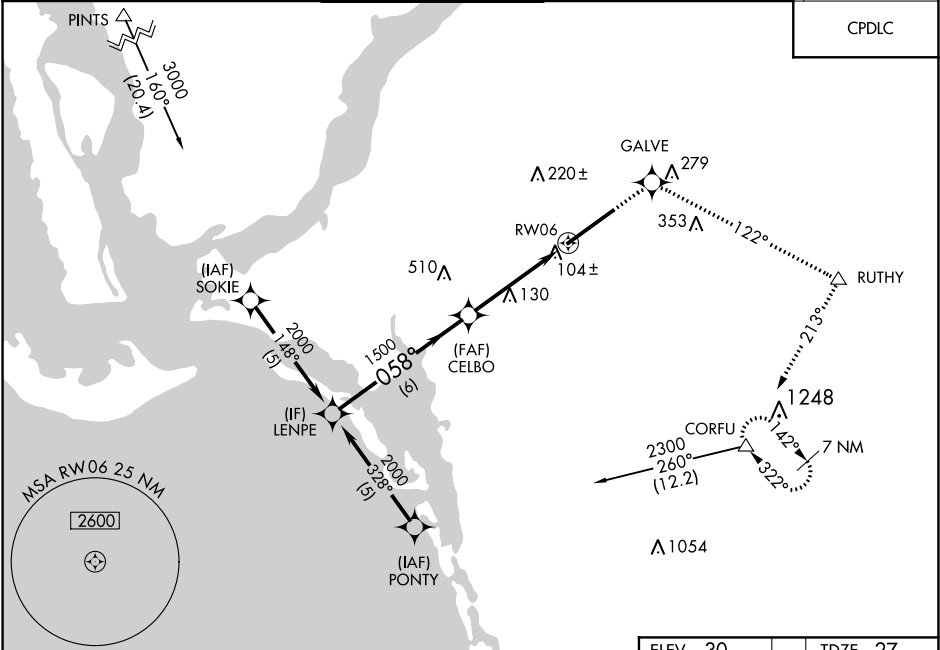 PINTS
3000
160°
(20.4)
CPDLC
GALVE
279
220±
353
RW06
104±
122°
RUTHY
510
130
(IAF)
SOKIE
2000
148°
(5)
1500
058°
(6)
(FAF)
CELBO
213°
1248
(IF)
LENPE
CORFU
142°
7 NM
322°
2300
260°
(12.2)
2000
328°
(5)
MSA RW06 25 NM
2600
(IAF)
PONTY
1054
ELEV 30
TDZE 27